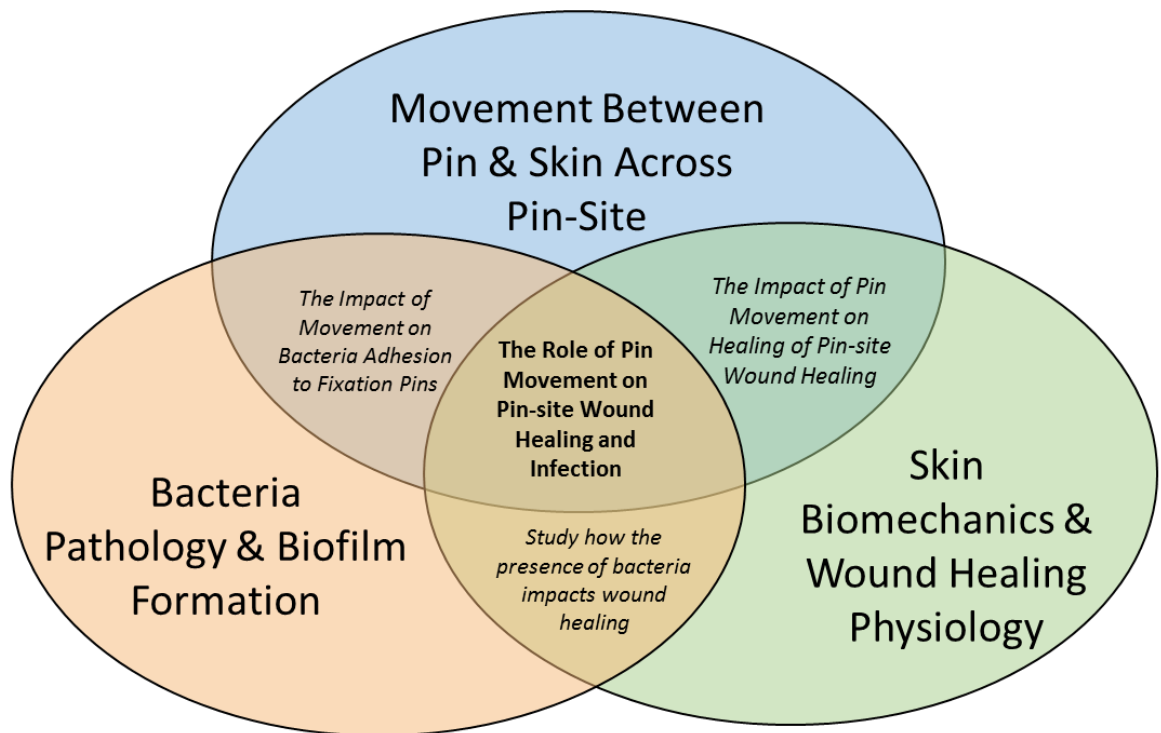 Movement Between
Pin & Skin Across
Pin-Site
The Impact of
Movement on
Bacteria Adhesion
to Fixation Pins
The Impact of Pin
Movement on
Healing of Pin-site
Wound Healing
The Role of Pin
Movement on
Pin-site Wound
Healing and
Infection
Bacteria
Pathology & Biofilm
Formation
Skin
Biomechanics &
Wound Healing
Physiology
Study how the
presence of bacteria
impacts wound
healing